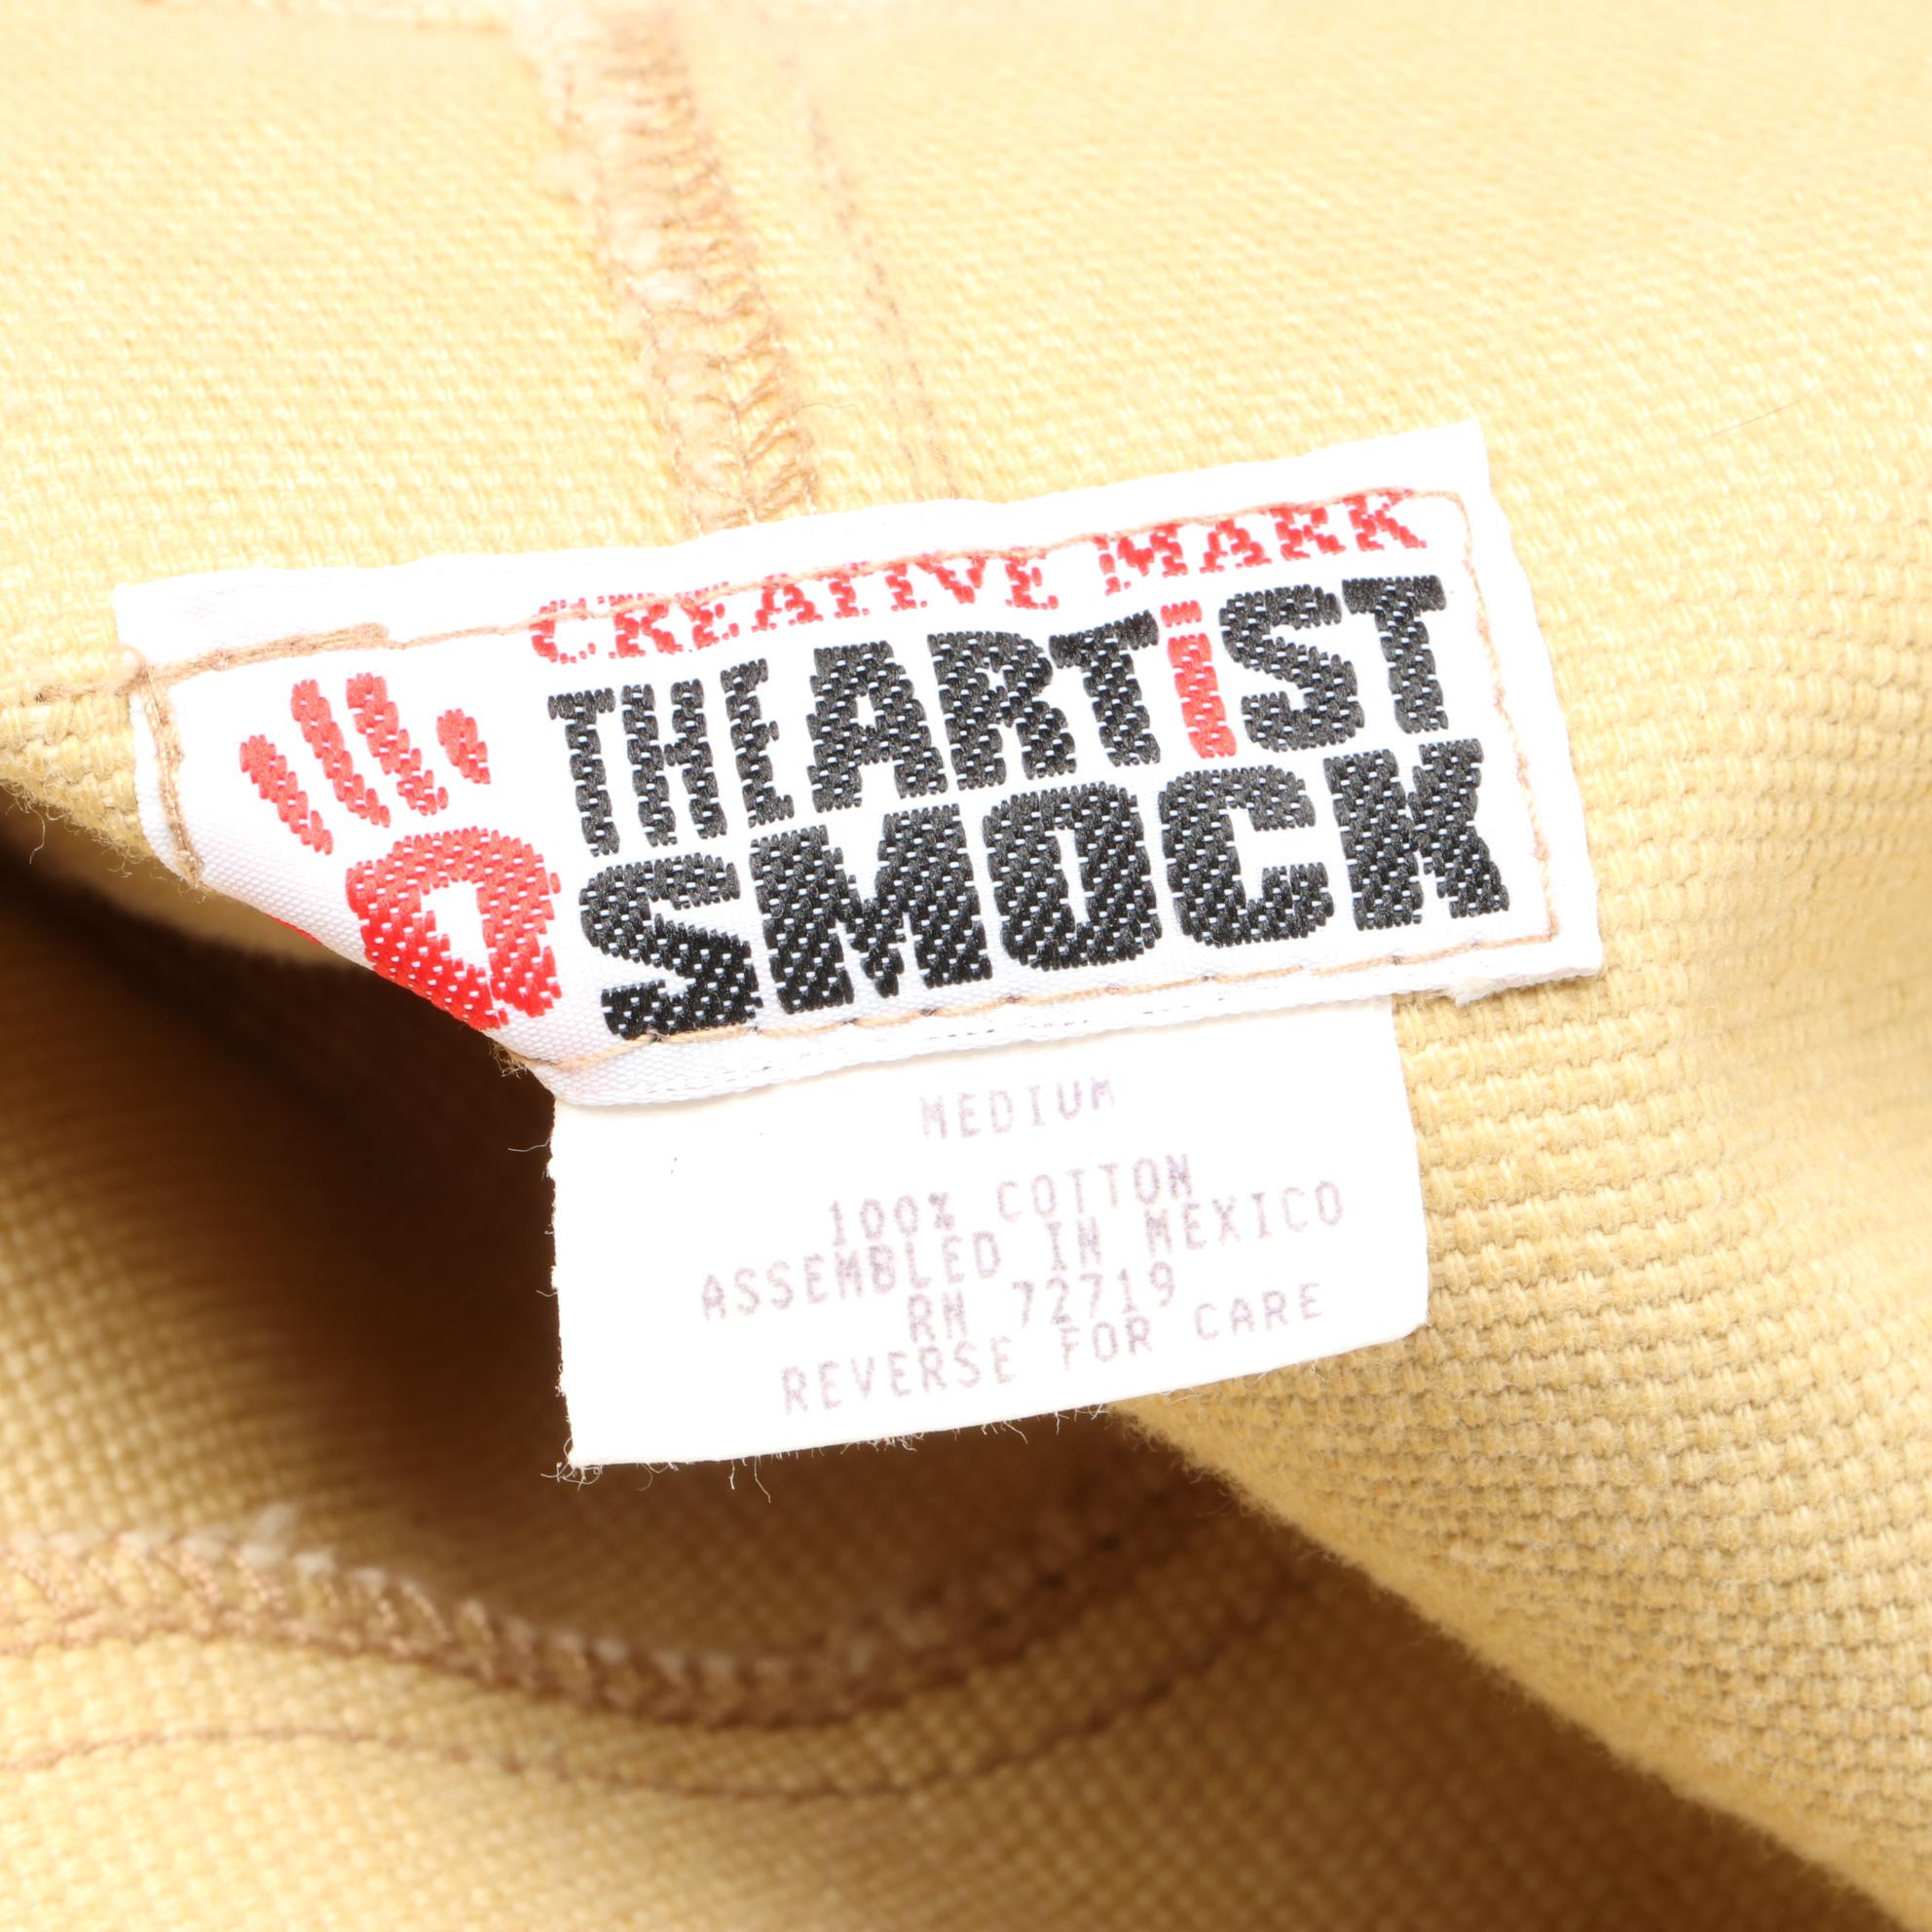 CREATIVE MARK
THE ARTiST
SMOCK
MEDIUM
100% COTTON
ASSEMBLED IN MEXICO
RN 72719
REVERSE FOR CARE